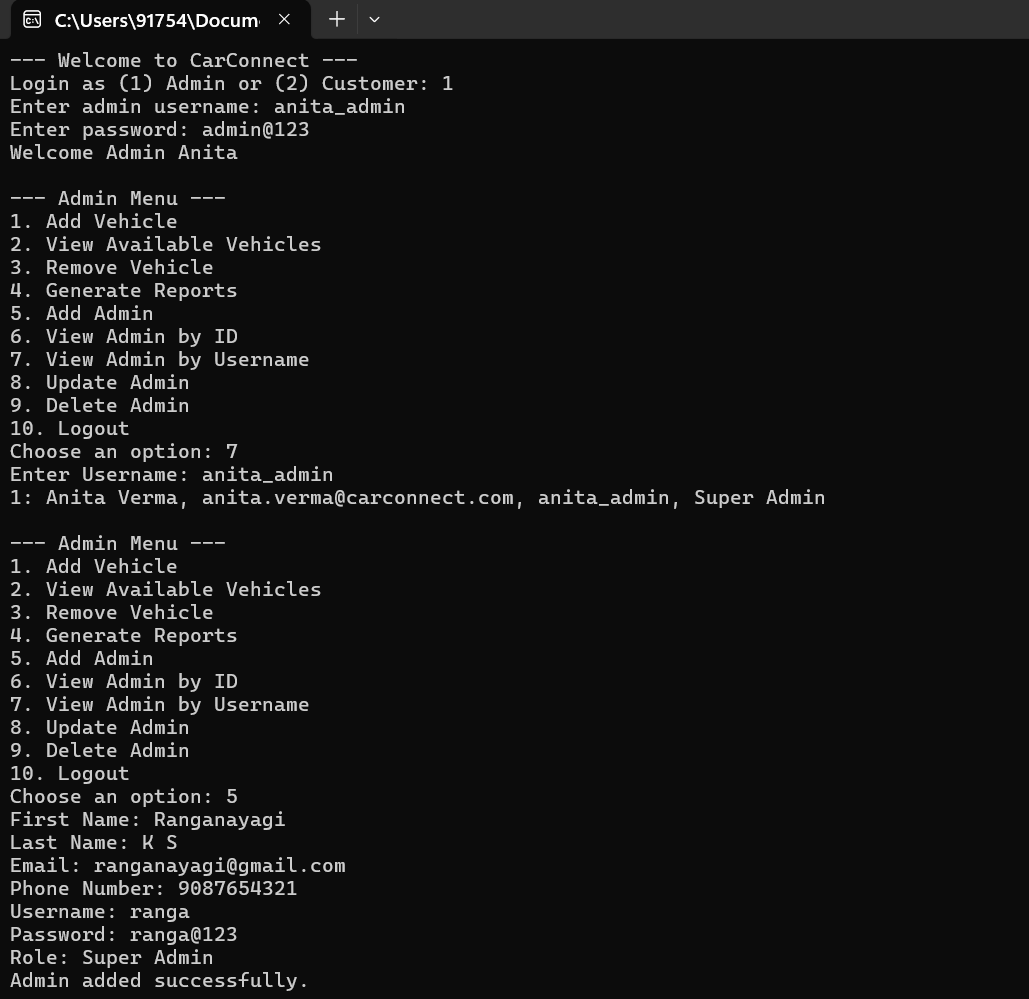 C:\Users\91754\Docum
--- Welcome to CarConnect ---
Login as (1) Admin or (2) Customer: 1
Enter admin username: anita_admin
Enter password: admin@123
Welcome Admin Anita
--- Admin Menu ---
1. Add Vehicle
2. View Available Vehicles
3. Remove Vehicle
4. Generate Reports
5. Add Admin
6. View Admin by ID
7. View Admin by Username
8. Update Admin
9. Delete Admin
10. Logout
Choose an option: 7
Enter Username: anita_admin
1: Anita Verma, anita.verma@carconnect.com, anita_admin, Super Admin
--- Admin Menu ---
1. Add Vehicle
2. View Available Vehicles
3. Remove Vehicle
4. Generate Reports
5. Add Admin
6. View Admin by ID
7. View Admin by Username
8. Update Admin
9. Delete Admin
10. Logout
Choose an option: 5
First Name: Ranganayagi
Last Name: K S
Email: ranganayagi@gmail.com
Phone Number: 9087654321
Username: ranga
Password: ranga@123
Role: Super Admin
Admin added successfully.